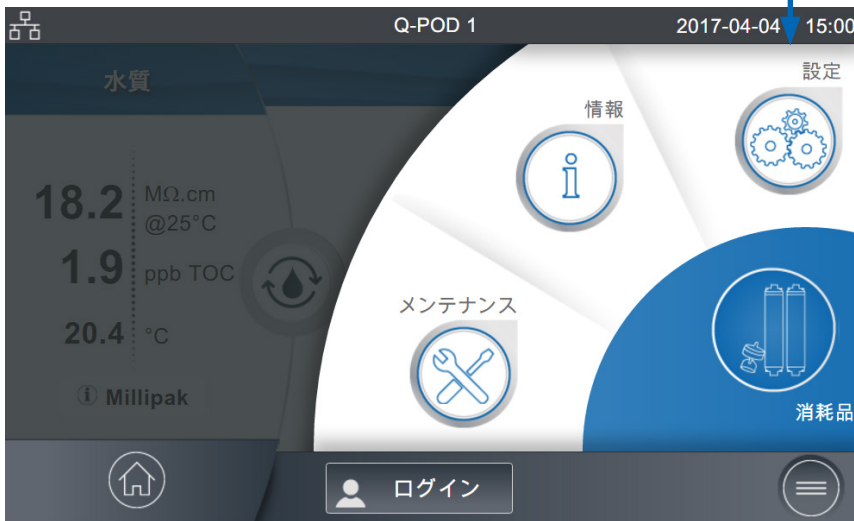 Q-POD 1
2017-04-04 15:00
水質
18.2 MΩ.cm
@25°C
1.9 ppb TOC
20.4 °C
i Millipak
設定
情報
i
メンテナンス
消耗品
ログイン